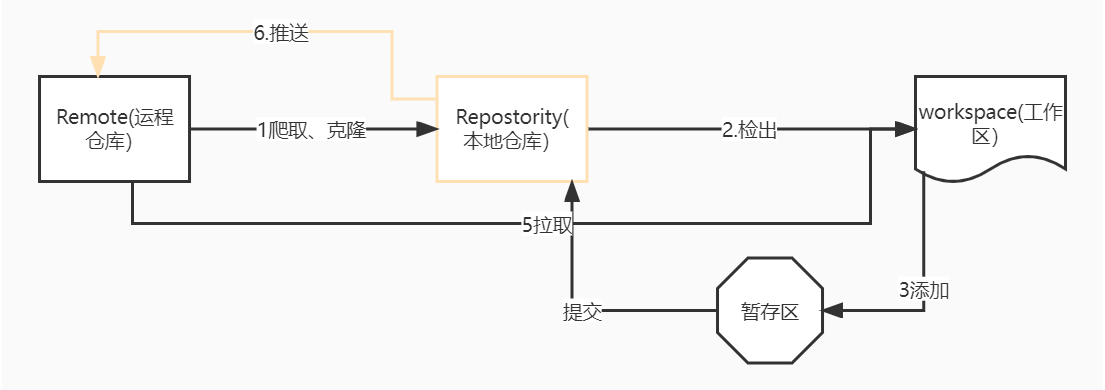 6.推送
Remote(运程
仓库）
1爬取、克隆
Repostority(
本地仓库）
2.检出
workspace(工作
区）
5拉取
3添加
提交
暂存区